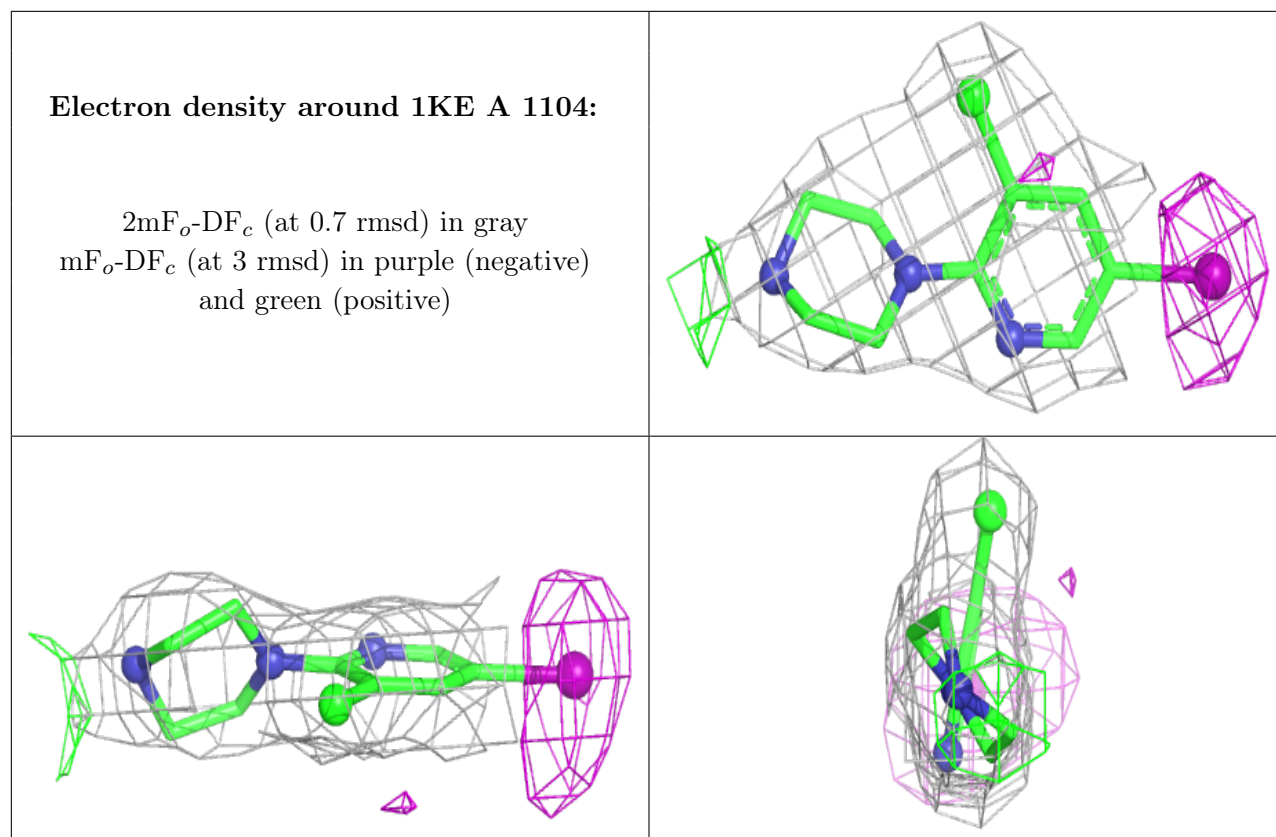 Electron density around 1KE A 1104:
2mFₒ-DF𝑐 (at 0.7 rmsd) in gray
mFₒ-DF𝑐 (at 3 rmsd) in purple (negative)
and green (positive)